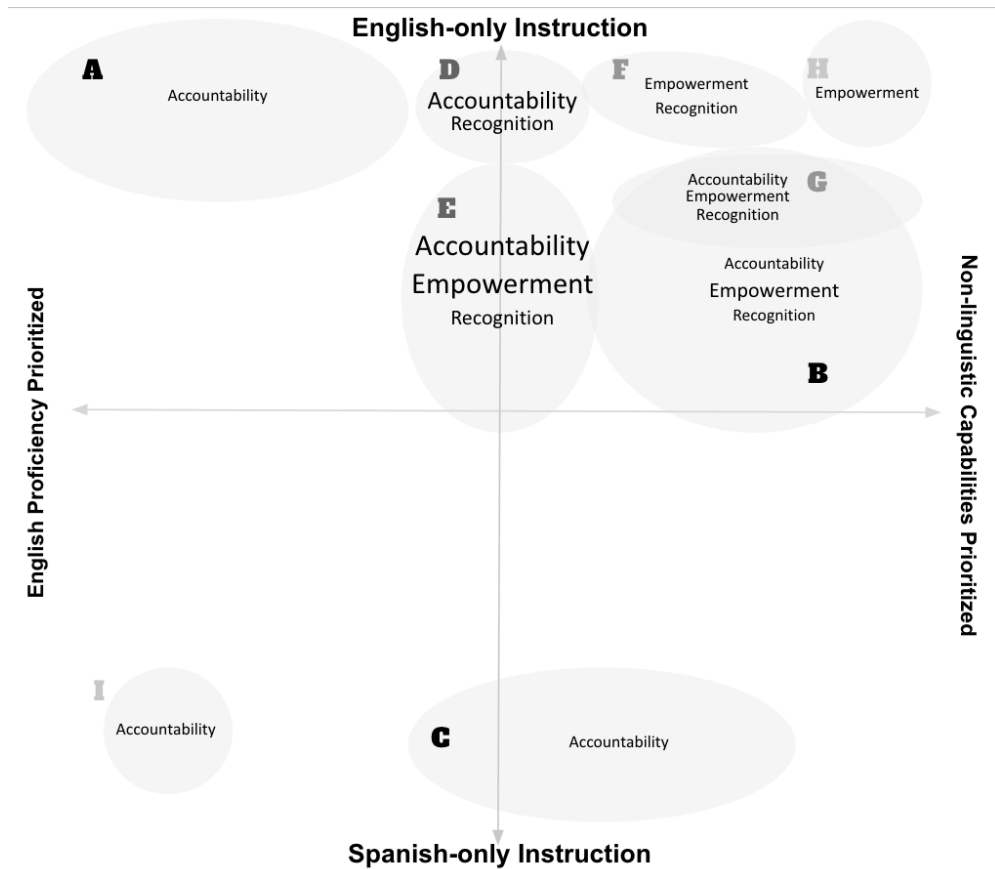 English-only Instruction
A
Accountability
D
Accountability
Recognition
F
Empowerment
Recognition
H
Empowerment
E
Accountability
Empowerment
Recognition
Accountability
Empowerment
Recognition
G
Accountability
Empowerment
Recognition
B
English Proficiency Prioritized
Non-linguistic Capabilities Prioritized
I
Accountability
C
Accountability
Spanish-only Instruction